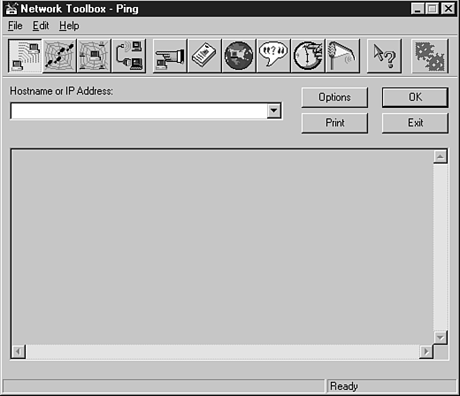 Network Toolbox - Ping
File Edit Help
Hostname or IP Address:
Options OK
Print Exit
Ready